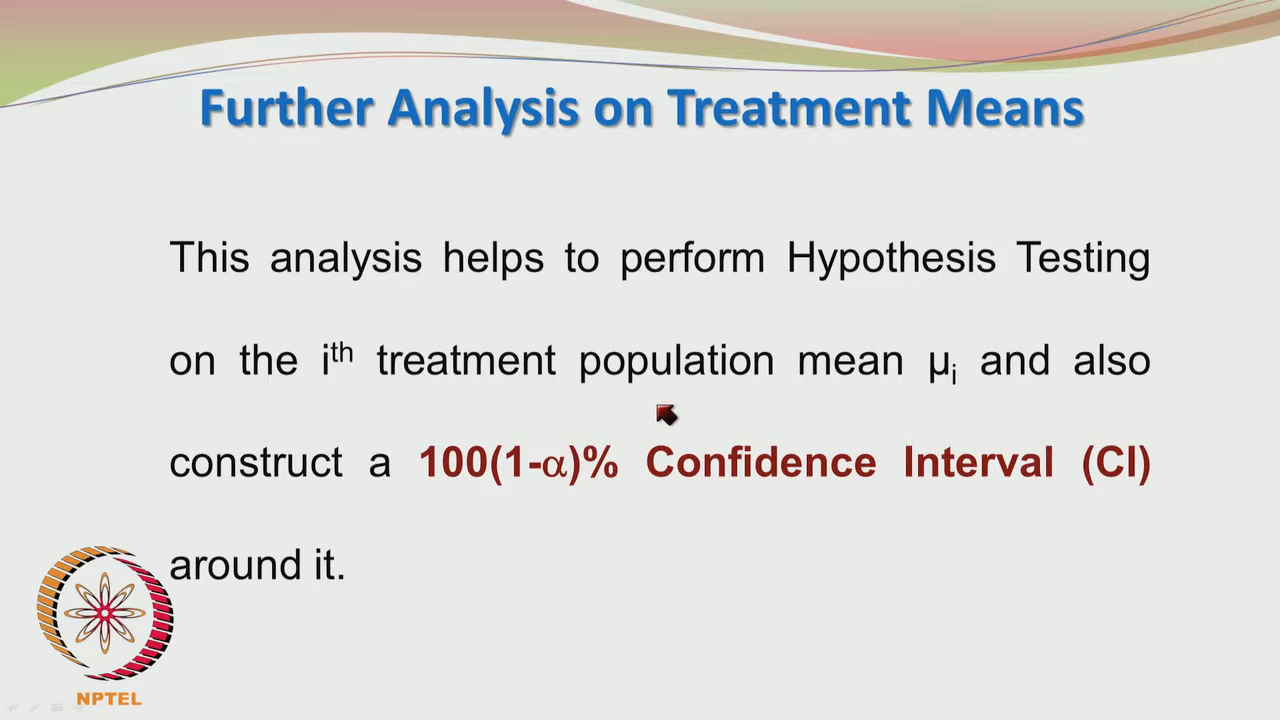 Further Analysis on Treatment Means
This analysis helps to perform Hypothesis Testing
on the iᵗʰ treatment population mean µᵢ and also
construct a 100(1-α)% Confidence Interval (CI)
around it.
NPTEL